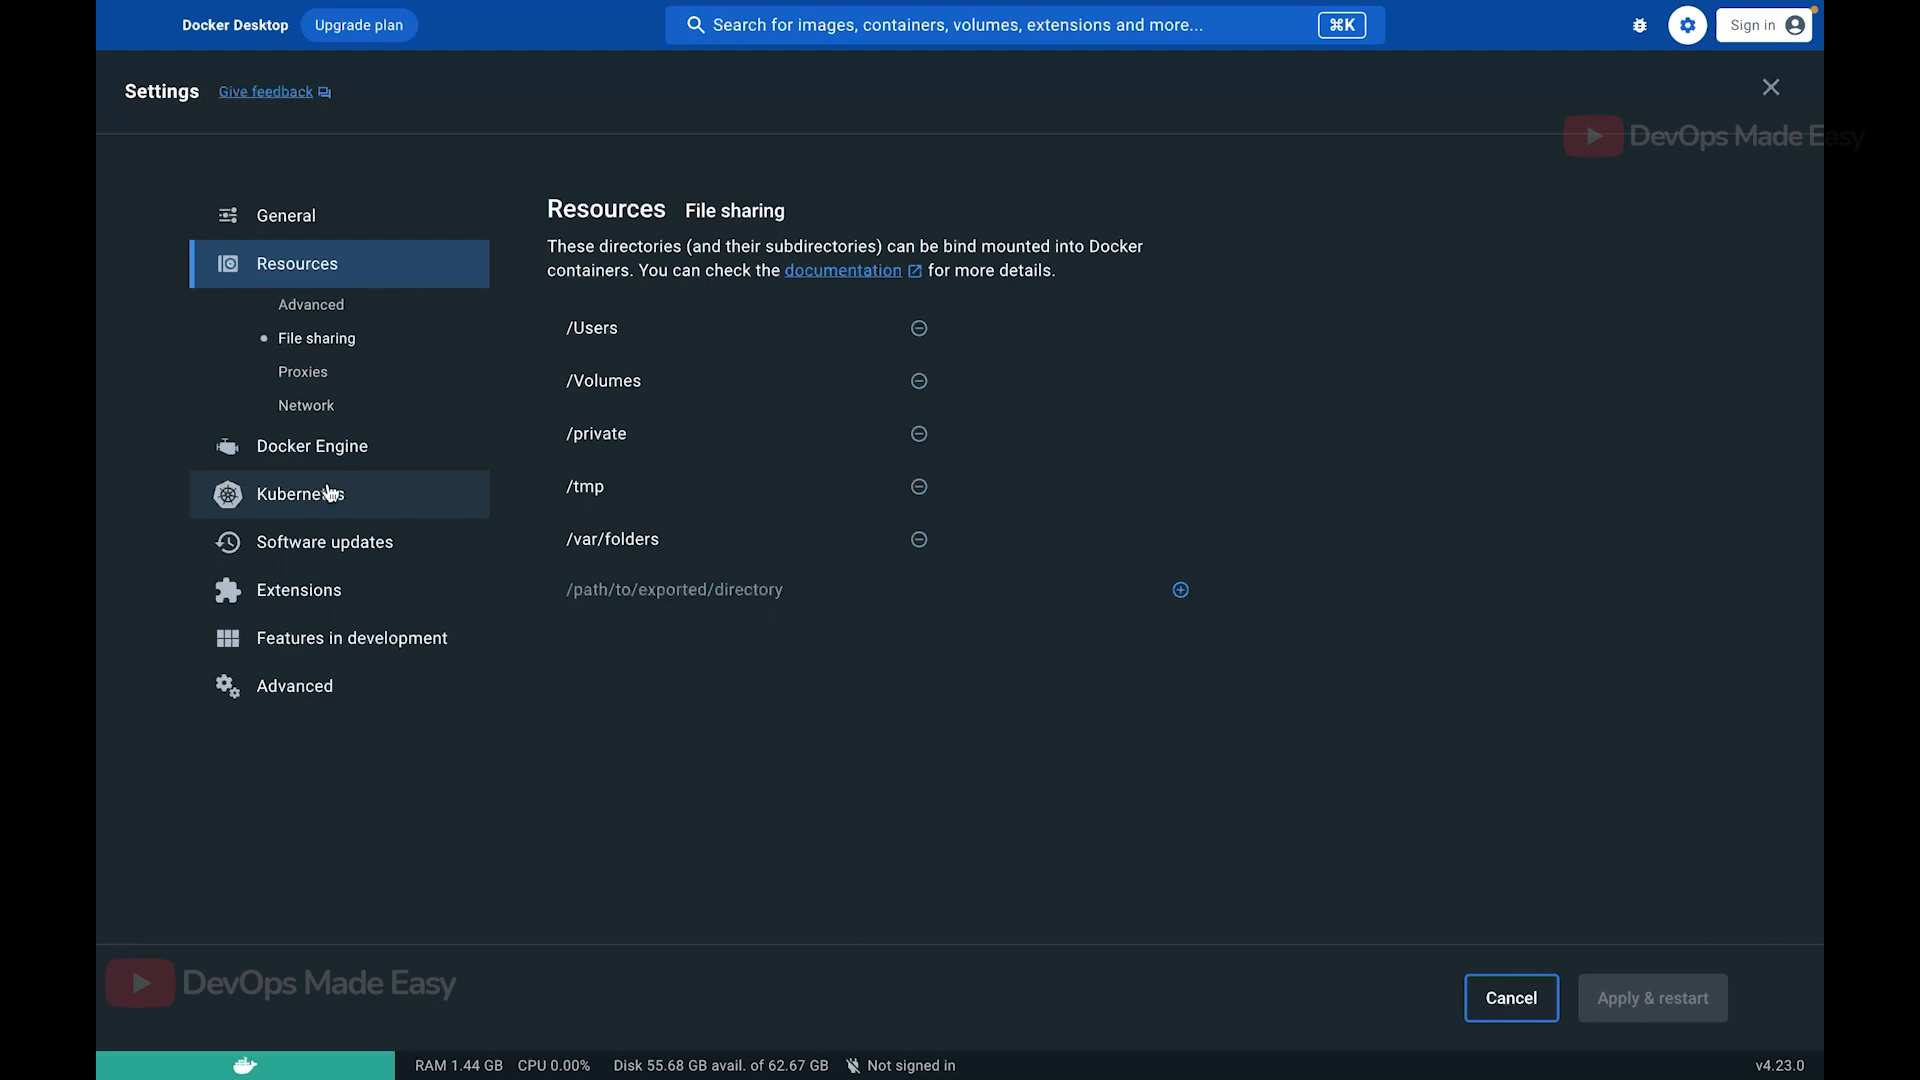 Docker Desktop Upgrade plan Search for images, containers, volumes, extensions and more... ⌘K Sign in
Settings Give feedback
DevOps Made Easy
General
Resources
Advanced
File sharing
Proxies
Network
Docker Engine
Kubernetes
Software updates
Extensions
Features in development
Advanced
Resources File sharing
These directories (and their subdirectories) can be bind mounted into Docker
containers. You can check the documentation for more details.
/Users
/Volumes
/private
/tmp
/var/folders
/path/to/exported/directory
DevOps Made Easy
Cancel Apply & restart
RAM 1.44 GB CPU 0.00% Disk 55.68 GB avail. of 62.67 GB Not signed in v4.23.0